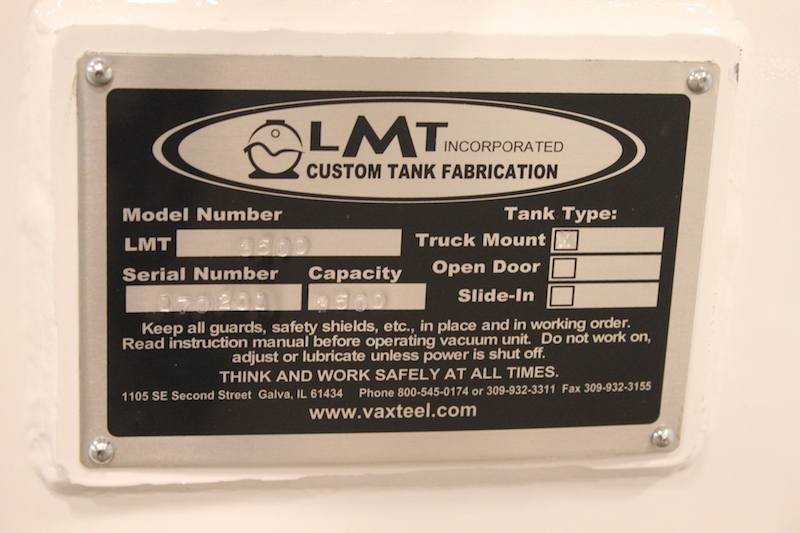 LMT INCORPORATED
CUSTOM TANK FABRICATION
Model Number
Tank Type:
LMT
Truck Mount X
Serial Number Capacity
Open Door
170201
Slide-In
Keep all guards, safety shields, etc., in place and in working order.
Read instruction manual before operating vacuum unit. Do not work on,
adjust or lubricate unless power is shut off.
THINK AND WORK SAFELY AT ALL TIMES.
1105 SE Second Street Galva, IL 61434 Phone 800-545-0174 or 309-932-3311 Fax 309-932-3155
www.vaxteel.com